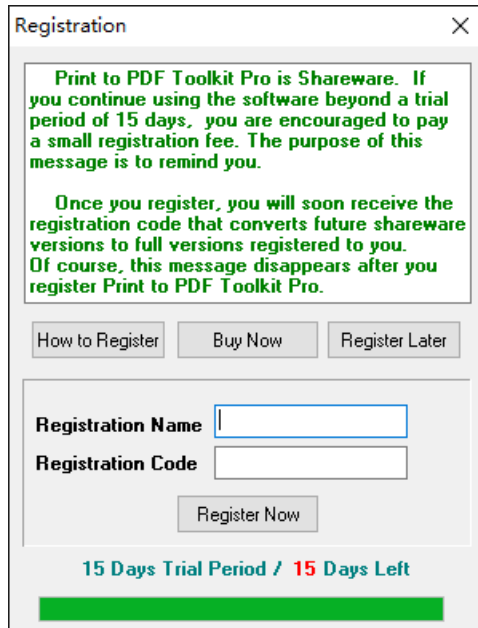 Registration
Print to PDF Toolkit Pro is Shareware. If
you continue using the software beyond a trial
period of 15 days, you are encouraged to pay
a small registration fee. The purpose of this
message is to remind you.
Once you register, you will soon receive the
registration code that converts future shareware
versions to full versions registered to you.
Of course, this message disappears after you
register Print to PDF Toolkit Pro.
How to Register Buy Now Register Later
Registration Name
Registration Code
Register Now
15 Days Trial Period / 15 Days Left